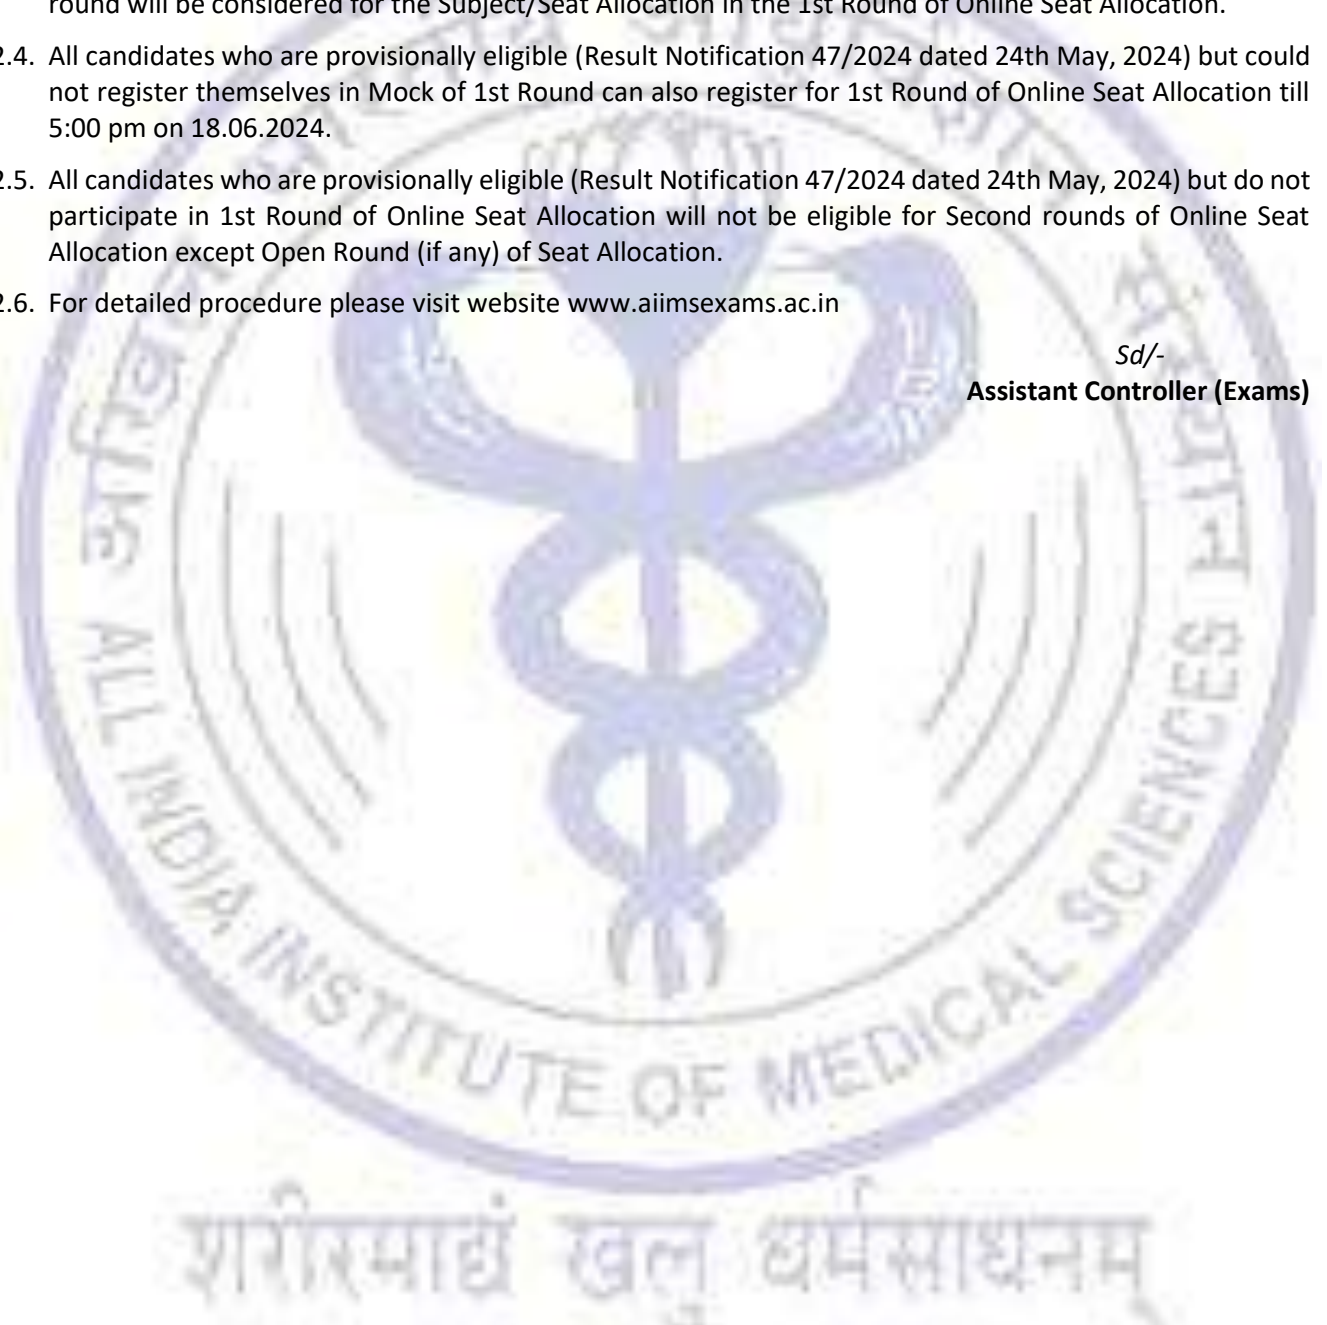 round will be considered for the Subject/Seat Allocation in the 1st Round of Online Seat Allocation.
2.4. All candidates who are provisionally eligible (Result Notification 47/2024 dated 24th May, 2024) but could
not register themselves in Mock of 1st Round can also register for 1st Round of Online Seat Allocation till
5:00 pm on 18.06.2024.
2.5. All candidates who are provisionally eligible (Result Notification 47/2024 dated 24th May, 2024) but do not
participate in 1st Round of Online Seat Allocation will not be eligible for Second rounds of Online Seat
Allocation except Open Round (if any) of Seat Allocation.
2.6. For detailed procedure please visit website www.aiimsexams.ac.in
Sd/-
Assistant Controller (Exams)
ALL INDIA INSTITUTE OF MEDICAL SCIENCES
शरीरमाद्यं खलु धर्मसाधनम्